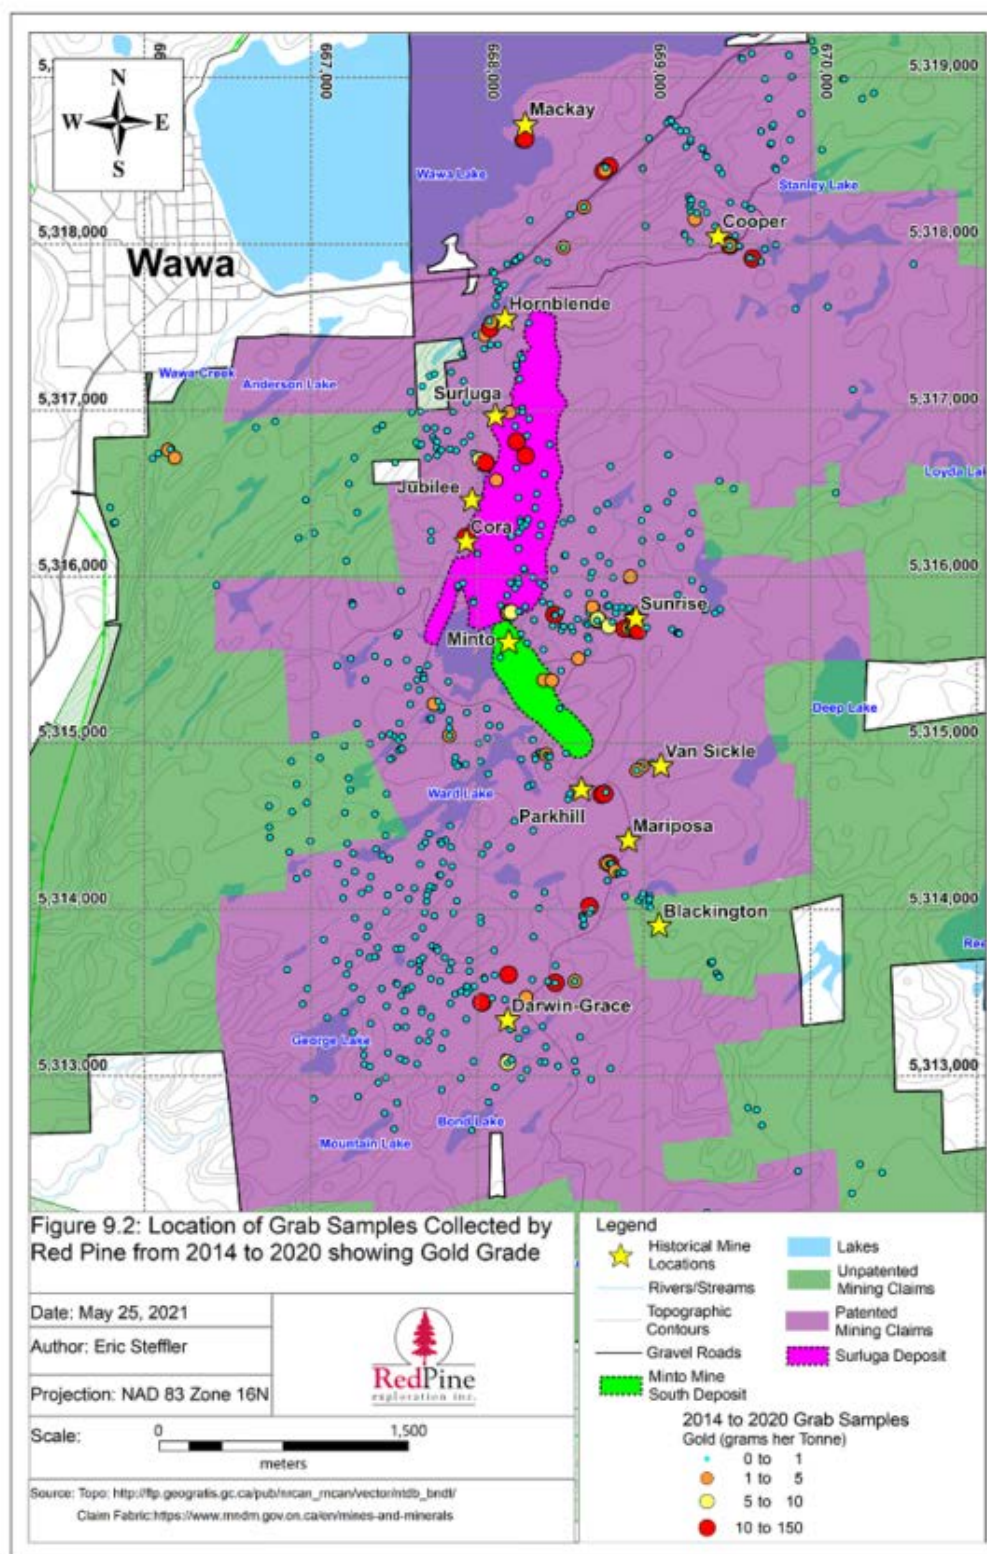 667,000
668,000
669,000
670,000
5,319,000
N
W
E
S
Mackay
Wawa Lake
Stanley Lake
Cooper
5,318,000
5,318,000
Wawa
Hornblende
Wawa Creek
Anderson Lake
Surluga
5,317,000
5,317,000
Jubilee
Cora
5,316,000
5,316,000
Sunrise
Minto
Deep Lake
5,315,000
5,315,000
Van Sickle
Ward Lake
Parkhill
Mariposa
5,314,000
5,314,000
Blackington
Darwin-Grace
George Lake
5,313,000
5,313,000
Bond Lake
Mountain Lake
Figure 9.2: Location of Grab Samples Collected by
Red Pine from 2014 to 2020 showing Gold Grade
Date: May 25, 2021
Author: Eric Steffler
Projection: NAD 83 Zone 16N
RedPine
exploration inc.
Scale:
0
1,500
meters
Source: Topo: http://ftp.geogratis.gc.ca/pub/nrcan_rncan/vector/ntdb_bndt/
Claim Fabric:https://www.mndm.gov.on.ca/en/mines-and-minerals
Legend
Historical Mine
Locations
Rivers/Streams
Topographic
Contours
Gravel Roads
Minto Mine
South Deposit
Lakes
Unpatented
Mining Claims
Patented
Mining Claims
Surluga Deposit
2014 to 2020 Grab Samples
Gold (grams her Tonne)
0 to 1
1 to 5
5 to 10
10 to 150